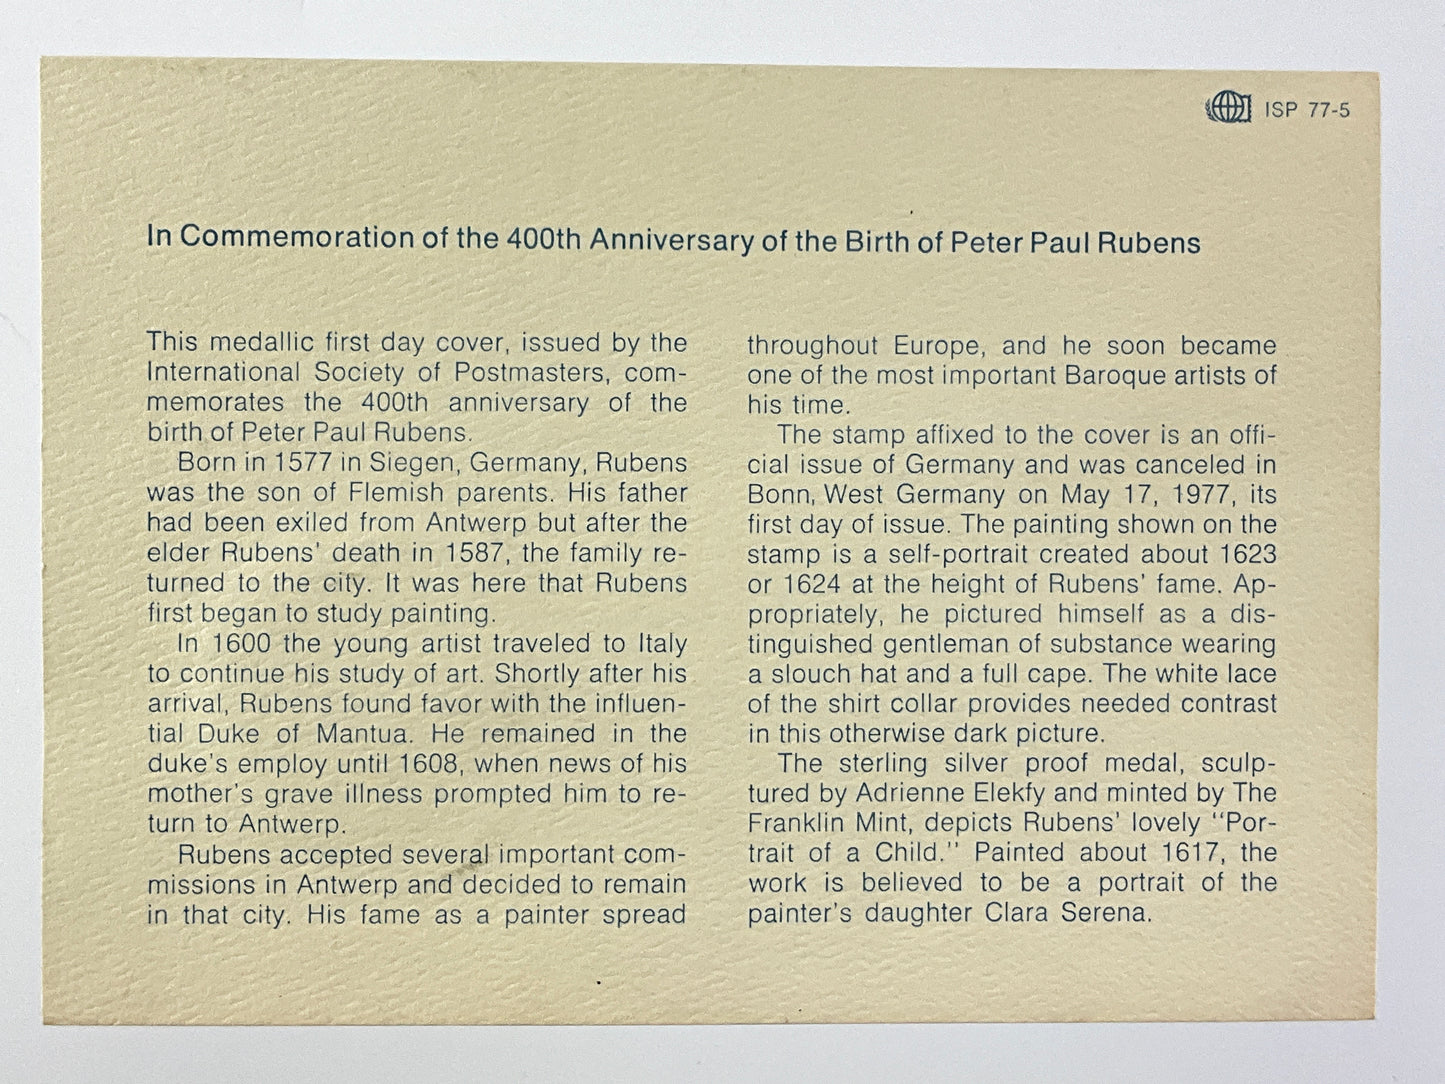 ISP 77-5
In Commemoration of the 400th Anniversary of the Birth of Peter Paul Rubens
This medallic first day cover, issued by the
International Society of Postmasters, com-
memorates the 400th anniversary of the
birth of Peter Paul Rubens.
Born in 1577 in Siegen, Germany, Rubens
was the son of Flemish parents. His father
had been exiled from Antwerp but after the
elder Rubens' death in 1587, the family re-
turned to the city. It was here that Rubens
first began to study painting.
In 1600 the young artist traveled to Italy
to continue his study of art. Shortly after his
arrival, Rubens found favor with the influen-
tial Duke of Mantua. He remained in the
duke's employ until 1608, when news of his
mother's grave illness prompted him to re-
turn to Antwerp.
Rubens accepted several important com-
missions in Antwerp and decided to remain
in that city. His fame as a painter spread
throughout Europe, and he soon became
one of the most important Baroque artists of
his time.
The stamp affixed to the cover is an offi-
cial issue of Germany and was canceled in
Bonn, West Germany on May 17, 1977, its
first day of issue. The painting shown on the
stamp is a self-portrait created about 1623
or 1624 at the height of Rubens' fame. Ap-
propriately, he pictured himself as a dis-
tinguished gentleman of substance wearing
a slouch hat and a full cape. The white lace
of the shirt collar provides needed contrast
in this otherwise dark picture.
The sterling silver proof medal, sculp-
tured by Adrienne Elekfy and minted by The
Franklin Mint, depicts Rubens' lovely "Por-
trait of a Child." Painted about 1617, the
work is believed to be a portrait of the
painter's daughter Clara Serena.